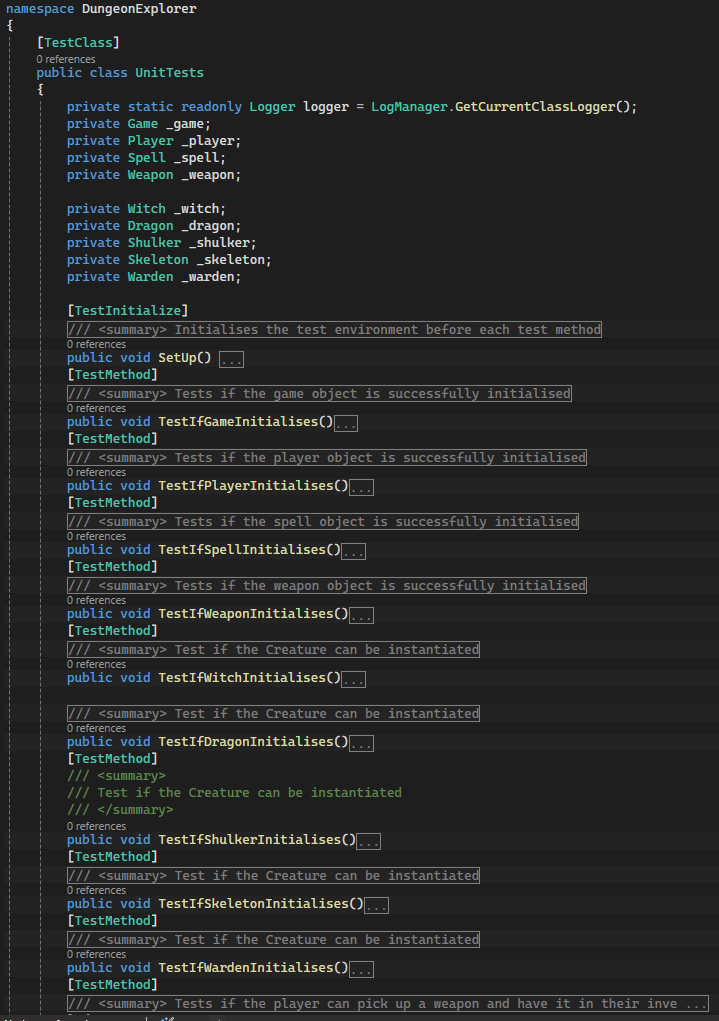 namespace DungeonExplorer
{
[TestClass]
0 references
public class UnitTests
{
private static readonly Logger logger = LogManager.GetCurrentClassLogger();
private Game _game;
private Player _player;
private Spell _spell;
private Weapon _weapon;
private Witch _witch;
private Dragon _dragon;
private Shulker _shulker;
private Skeleton _skeleton;
private Warden _warden;
[TestInitialize]
/// <summary> Initialises the test environment before each test method
0 references
public void SetUp() ...
[TestMethod]
/// <summary> Tests if the game object is successfully initialised
0 references
public void TestIfGameInitialises()...
[TestMethod]
/// <summary> Tests if the player object is successfully initialised
0 references
public void TestIfPlayerInitialises()...
[TestMethod]
/// <summary> Tests if the spell object is successfully initialised
0 references
public void TestIfSpellInitialises()...
[TestMethod]
/// <summary> Tests if the weapon object is successfully initialised
0 references
public void TestIfWeaponInitialises()...
[TestMethod]
/// <summary> Test if the Creature can be instantiated
0 references
public void TestIfWitchInitialises()...
/// <summary> Test if the Creature can be instantiated
0 references
public void TestIfDragonInitialises()...
[TestMethod]
/// <summary>
/// Test if the Creature can be instantiated
/// </summary>
0 references
public void TestIfShulkerInitialises()...
[TestMethod]
/// <summary> Test if the Creature can be instantiated
0 references
public void TestIfSkeletonInitialises()...
[TestMethod]
/// <summary> Test if the Creature can be instantiated
0 references
public void TestIfWardenInitialises()...
[TestMethod]
/// <summary> Tests if the player can pick up a weapon and have it in their inve ...